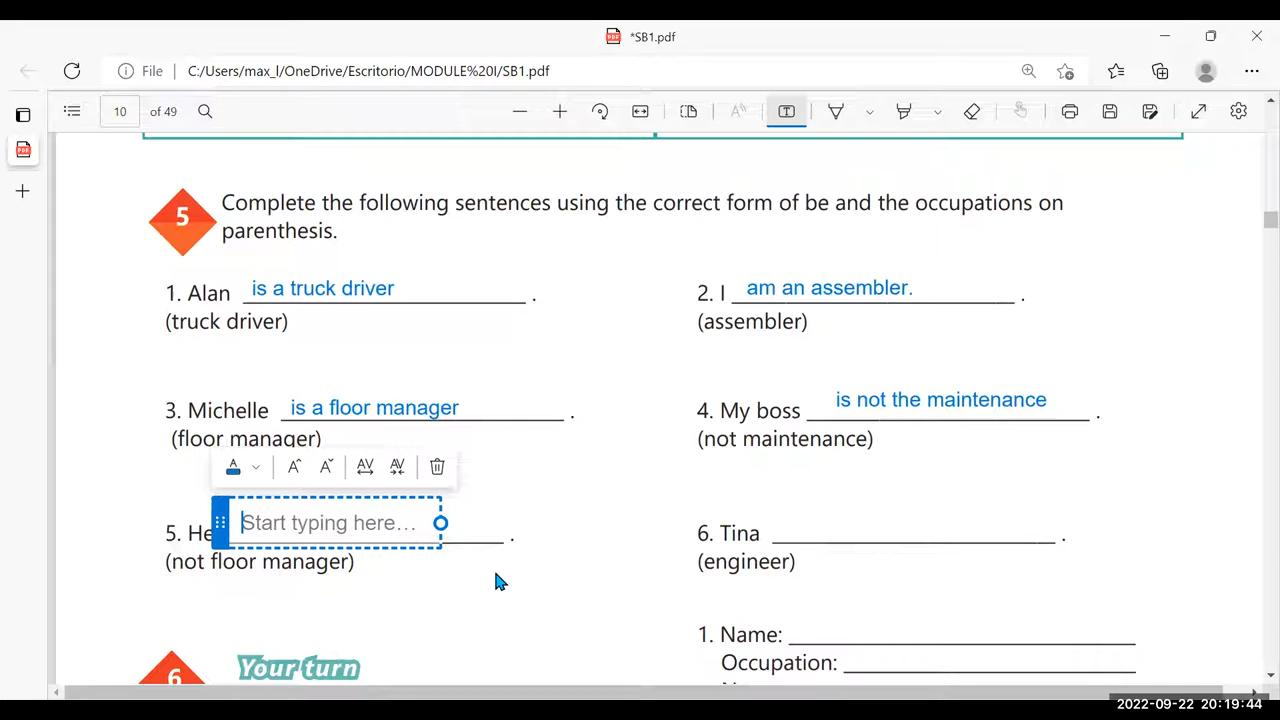 *SB1.pdf
File C:/Users/max_l/OneDrive/Escritorio/MODULE%20I/SB1.pdf
10 of 49
5 Complete the following sentences using the correct form of be and the occupations on
parenthesis.
1. Alan is a truck driver .
(truck driver)
2. I am an assembler. .
(assembler)
3. Michelle is a floor manager .
(floor manager)
4. My boss is not the maintenance .
(not maintenance)
5. He Start typing here... .
(not floor manager)
6. Tina .
(engineer)
6 Your turn
1. Name:
Occupation:
2022-09-22 20:19:44